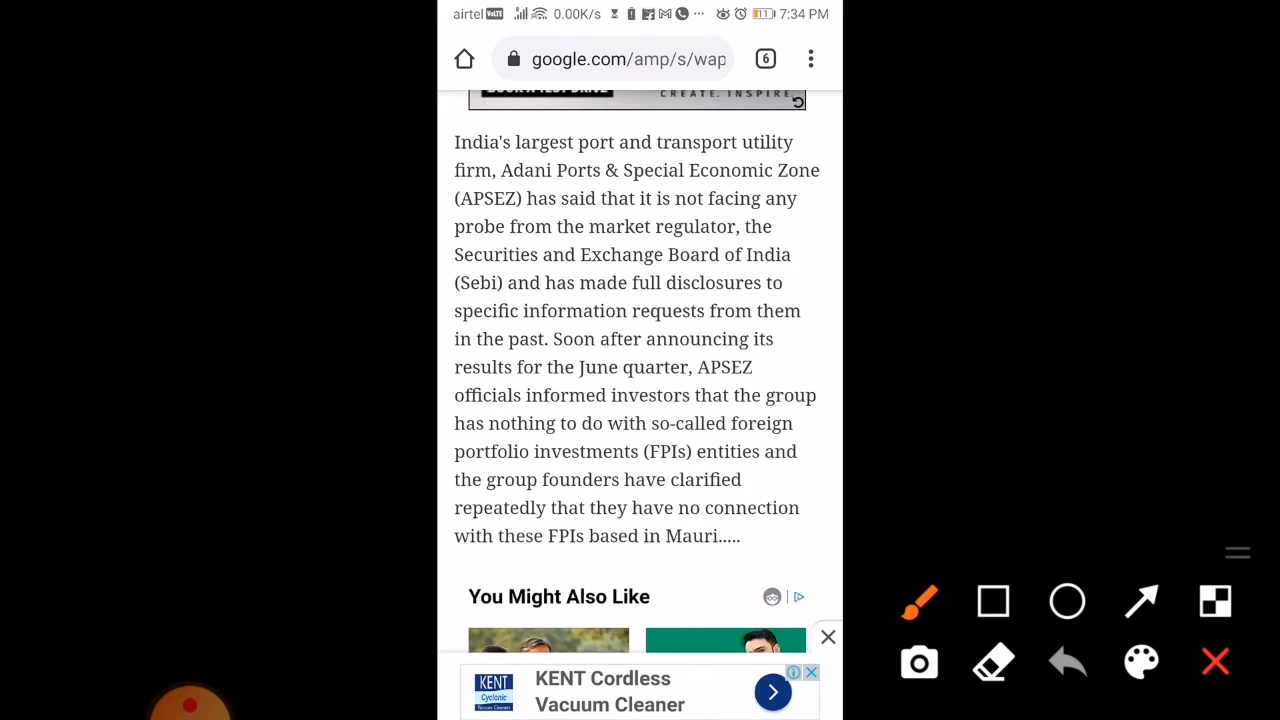 airtel VoLTE 0.00K/s 11 7:34 PM
google.com/amp/s/wap 6
CREATE. INSPIRE.
India's largest port and transport utility
firm, Adani Ports & Special Economic Zone
(APSEZ) has said that it is not facing any
probe from the market regulator, the
Securities and Exchange Board of India
(Sebi) and has made full disclosures to
specific information requests from them
in the past. Soon after announcing its
results for the June quarter, APSEZ
officials informed investors that the group
has nothing to do with so-called foreign
portfolio investments (FPIs) entities and
the group founders have clarified
repeatedly that they have no connection
with these FPIs based in Mauri.....
You Might Also Like
KENT
Cyclonic
Vacuum Cleaner
KENT Cordless
Vacuum Cleaner